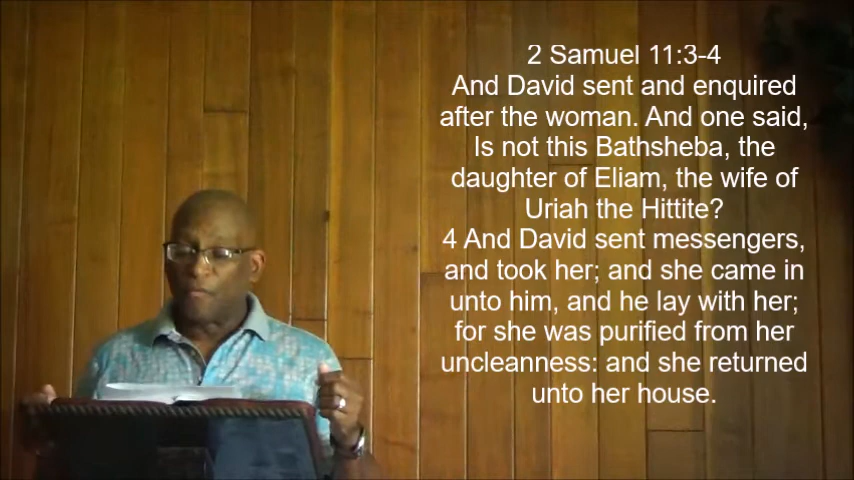 2 Samuel 11:3-4
And David sent and enquired
after the woman. And one said,
Is not this Bathsheba, the
daughter of Eliam, the wife of
Uriah the Hittite?
4 And David sent messengers,
and took her; and she came in
unto him, and he lay with her;
for she was purified from her
uncleanness: and she returned
unto her house.